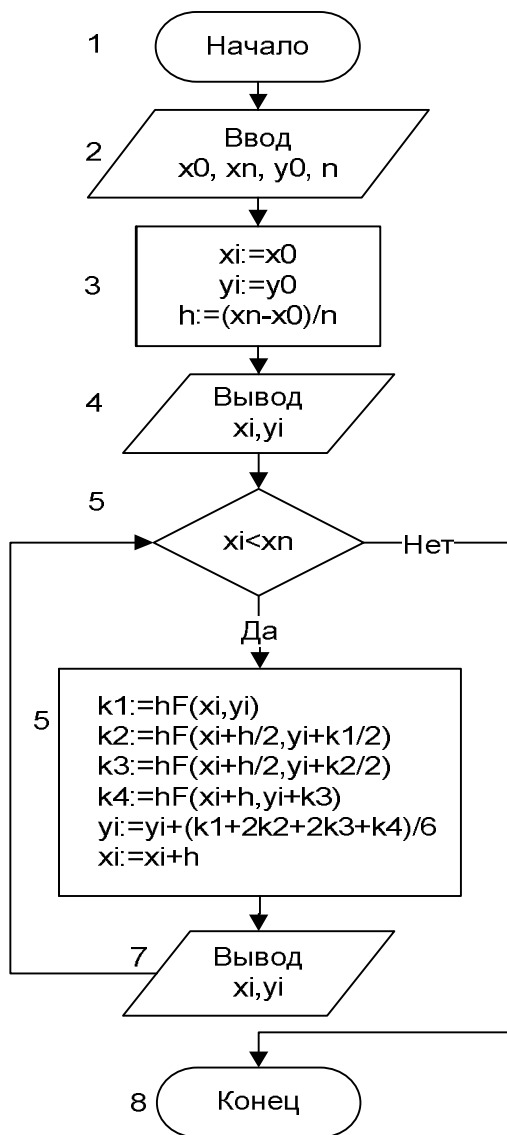 1
Начало
2
Ввод
x0, xn, y0, n
3
xi:=x0
yi:=y0
h:=(xn-x0)/n
4
Вывод
xi,yi
5
xi<xn
Нет
Да
5
k1:=hF(xi,yi)
k2:=hF(xi+h/2,yi+k1/2)
k3:=hF(xi+h/2,yi+k2/2)
k4:=hF(xi+h,yi+k3)
yi:=yi+(k1+2k2+2k3+k4)/6
xi:=xi+h
7
Вывод
xi,yi
8
Конец